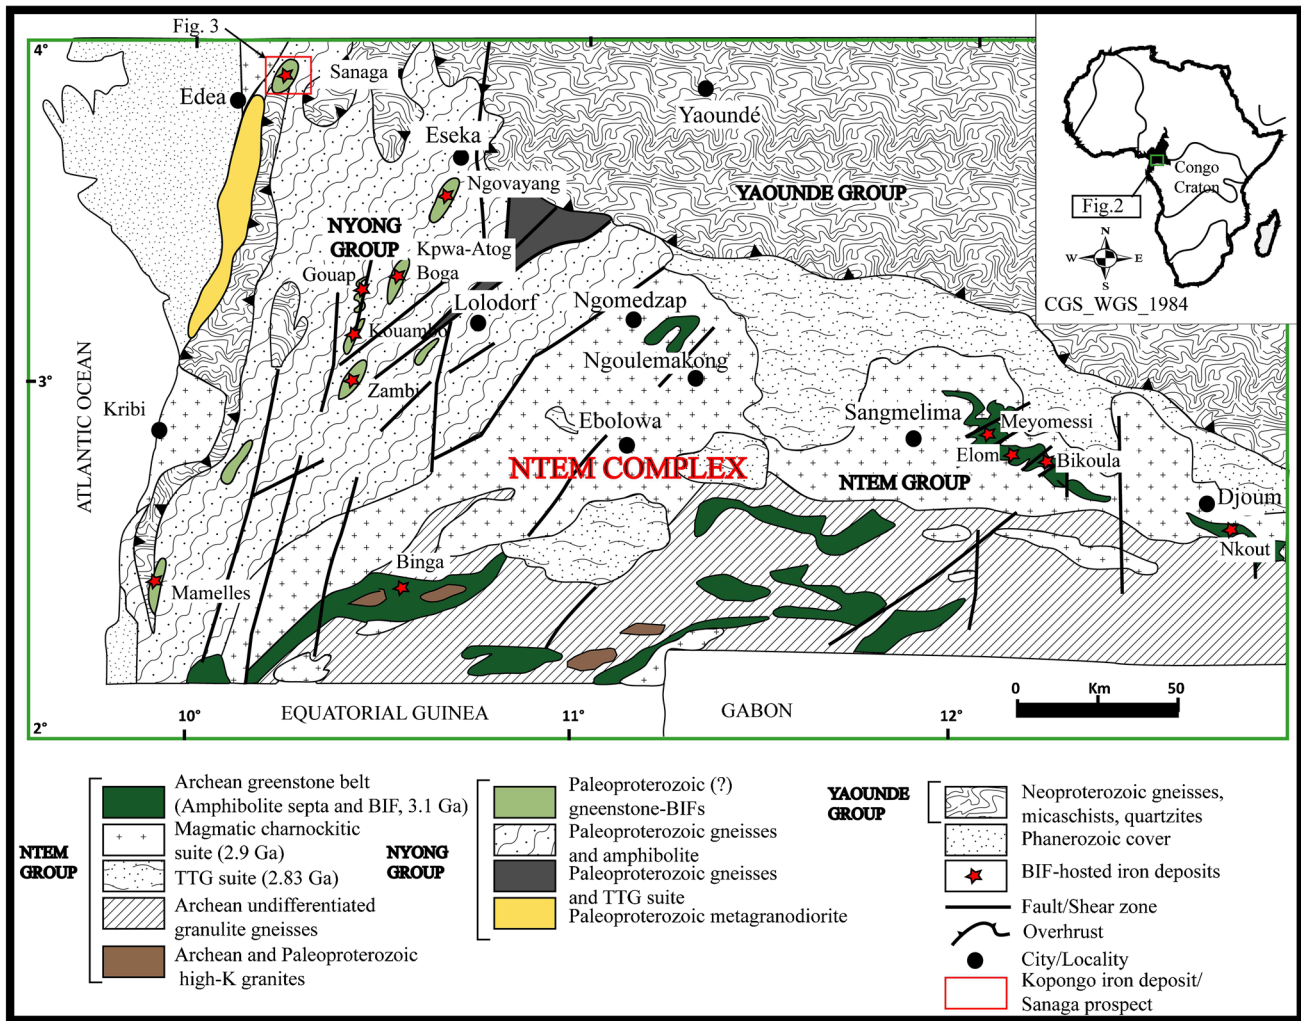 Fig. 3
4°
Sanaga
Edea
Eseka
Yaoundé
Ngovayang
YAOUNDE GROUP
NYONG
GROUP
Kpwa-Atog
Boga
Gouap
Lolodorf
Ngomedzap
Kouambo
Ngoulemakong
3°
Zambi
Kribi
ATLANTIC OCEAN
Ebolowa
Sangmelima
Meyomessi
Elom
Bikoula
NTEM COMPLEX
NTEM GROUP
Djoum
Nkout
Binga
Mamelles
Congo
Craton
Fig.2
N
W
E
S
CGS_WGS_1984
0
Km
50
EQUATORIAL GUINEA
GABON
2°
10°
11°
12°
NTEM
GROUP
Archean greenstone belt
(Amphibolite septa and BIF, 3.1 Ga)
Magmatic charnockitic
suite (2.9 Ga)
TTG suite (2.83 Ga)
Archean undifferentiated
granulite gneisses
Archean and Paleoproterozoic
high-K granites
NYONG
GROUP
Paleoproterozoic (?)
gneenstone-BIFs
Paleoproterozoic gneisses
and amphibolite
Paleoproterozoic gneisses
and TTG suite
Paleoproterozoic metagranodiorite
YAOUNDE
GROUP
Neoproterozoic gneisses,
micaschists, quartzites
Phanerozoic cover
BIF-hosted iron deposits
Fault/Shear zone
Overhrust
City/Locality
Kopongo iron deposit/
Sanaga prospect